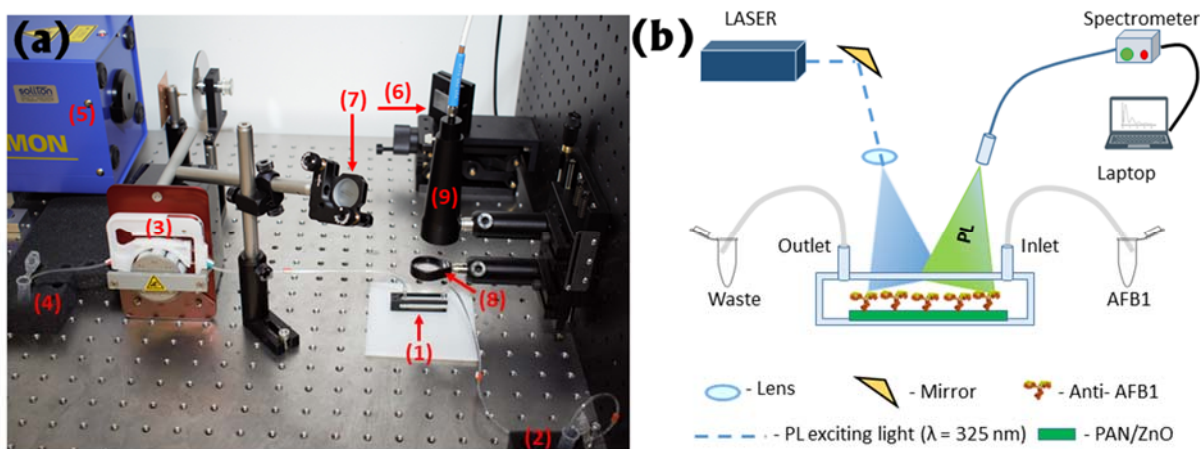 (a)
sollton
(5)
MON
(6)
(7)
(9)
(3)
(4)
(8)
(1)
(2)
(b)
LASER
Spectrometer
Laptop
PL
Outlet
Inlet
Waste
AFB1
- Lens
- Mirror
- Anti- AFB1
- PL exciting light (λ = 325 nm)
- PAN/ZnO